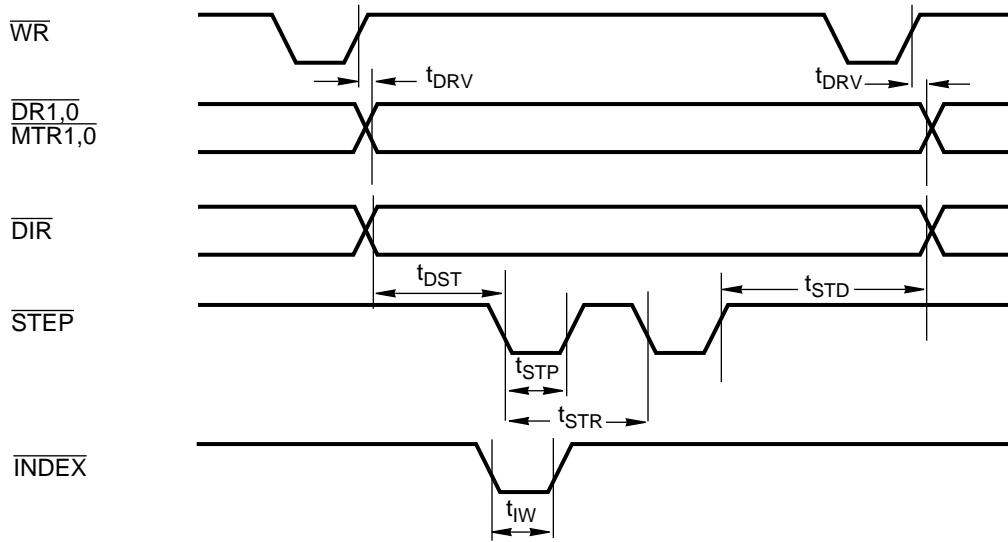 WR
tDRV tDRV
DR1,0
MTR1,0
DIR
tDST
tSTD
STEP
tSTP
tSTR
INDEX
tIW